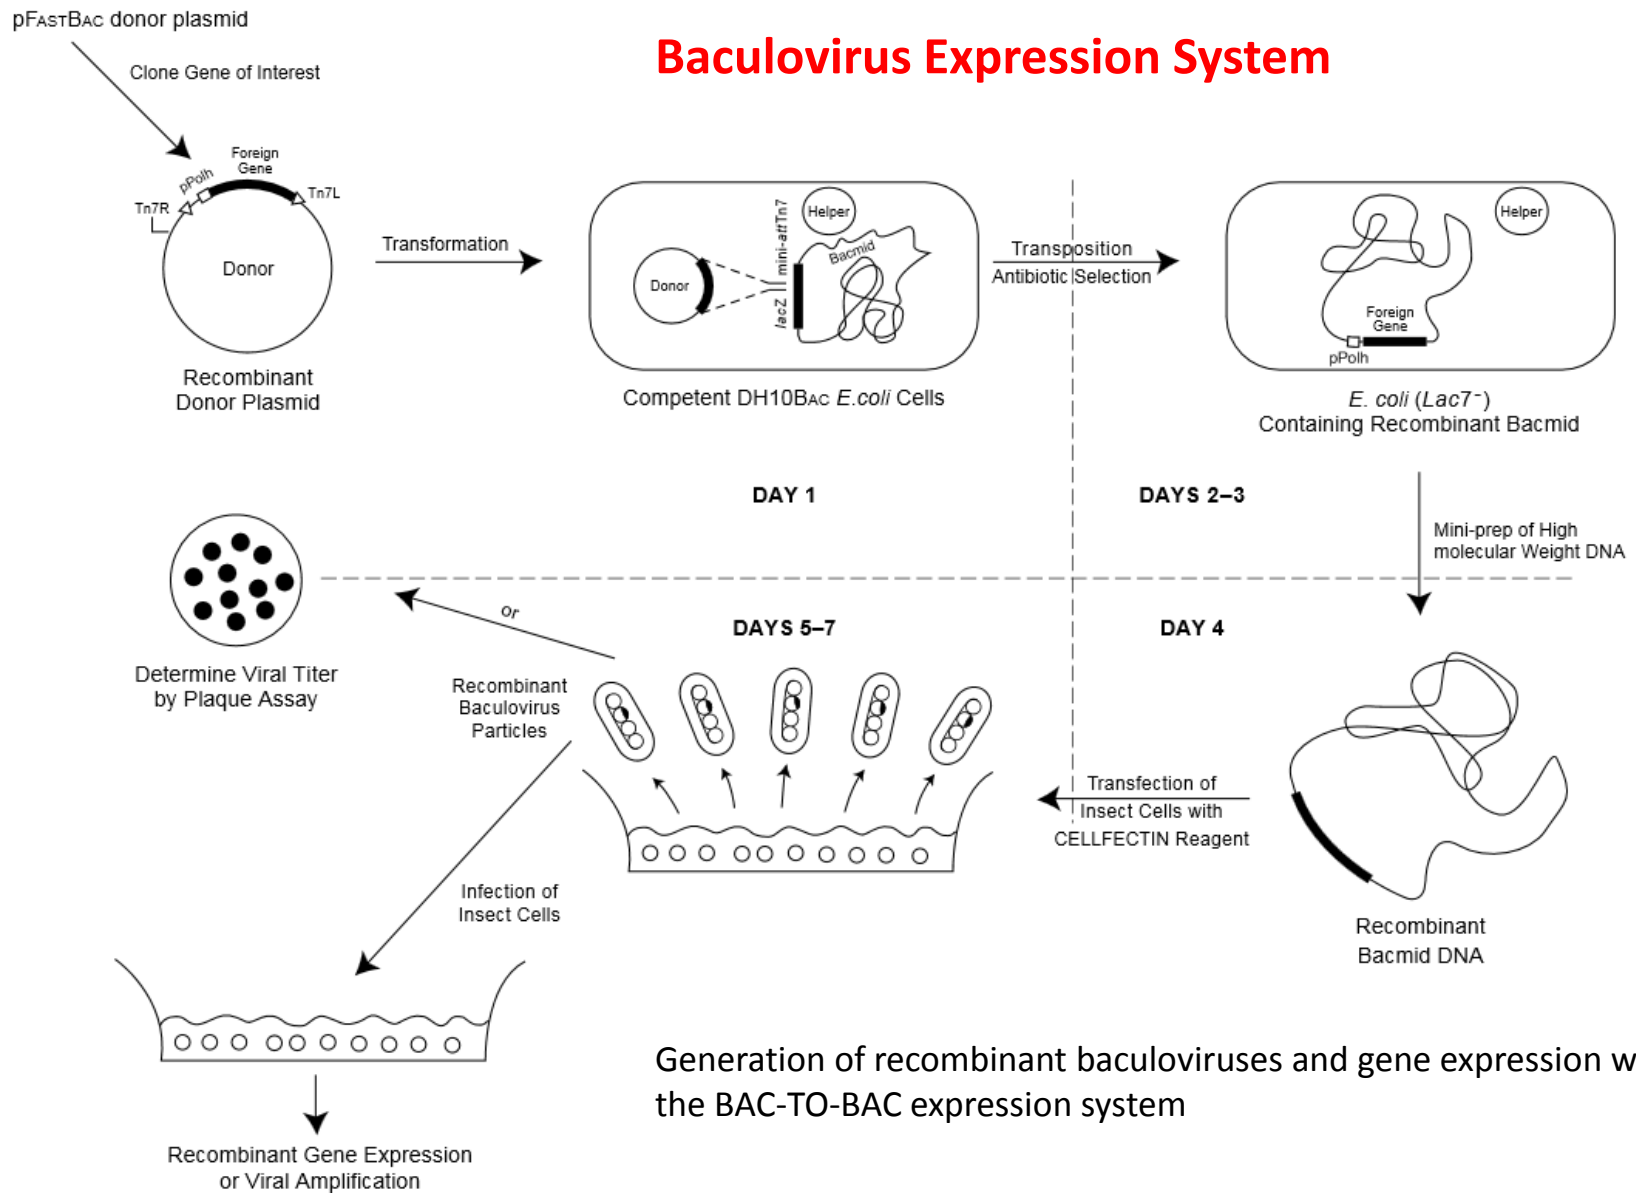 pFASTBAC donor plasmid
Baculovirus Expression System
Clone Gene of Interest
Foreign
Gene
pPolh
Tn7L
Tn7R
Donor
Recombinant
Donor Plasmid
Transformation
Helper
mini-attTn7
Bacmid
Donor
lacZ
Competent DH10BAC E.coli Cells
Transposition
Antibiotic Selection
Helper
Foreign
Gene
pPolh
E. coli (Lac7⁻)
Containing Recombinant Bacmid
DAY 1
DAYS 2–3
Mini-prep of High
molecular Weight DNA
or
DAYS 5–7
DAY 4
Determine Viral Titer
by Plaque Assay
Recombinant
Baculovirus
Particles
Transfection of
Insect Cells with
CELLFECTIN Reagent
Infection of
Insect Cells
Recombinant
Bacmid DNA
Generation of recombinant baculoviruses and gene expression w
the BAC-TO-BAC expression system
Recombinant Gene Expression
or Viral Amplification